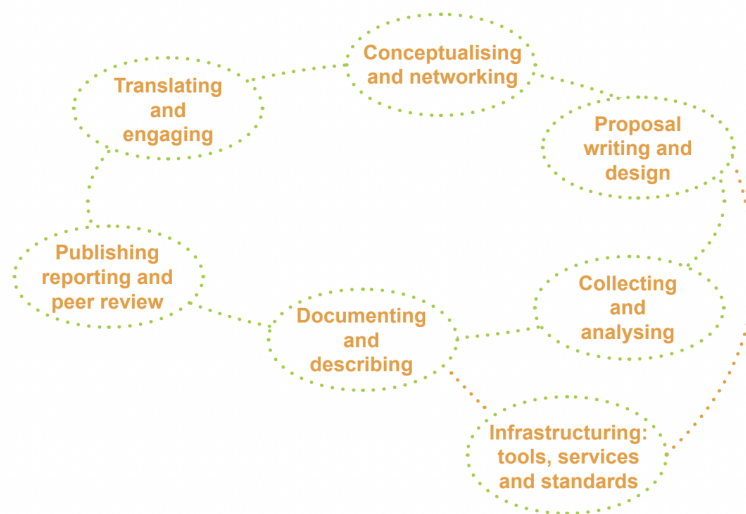 Conceptualising
and networking
Translating
and
engaging
Proposal
writing and
design
Publishing
reporting and
peer review
Collecting
and
analysing
Documenting
and
describing
Infrastructuring:
tools, services
and standards